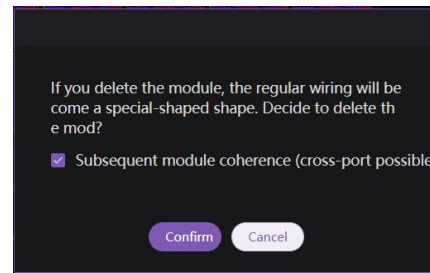 If you delete the module, the regular wiring will be
come a special-shaped shape. Decide to delete th
e mod?
Subsequent module coherence (cross-port possible
Confirm
Cancel